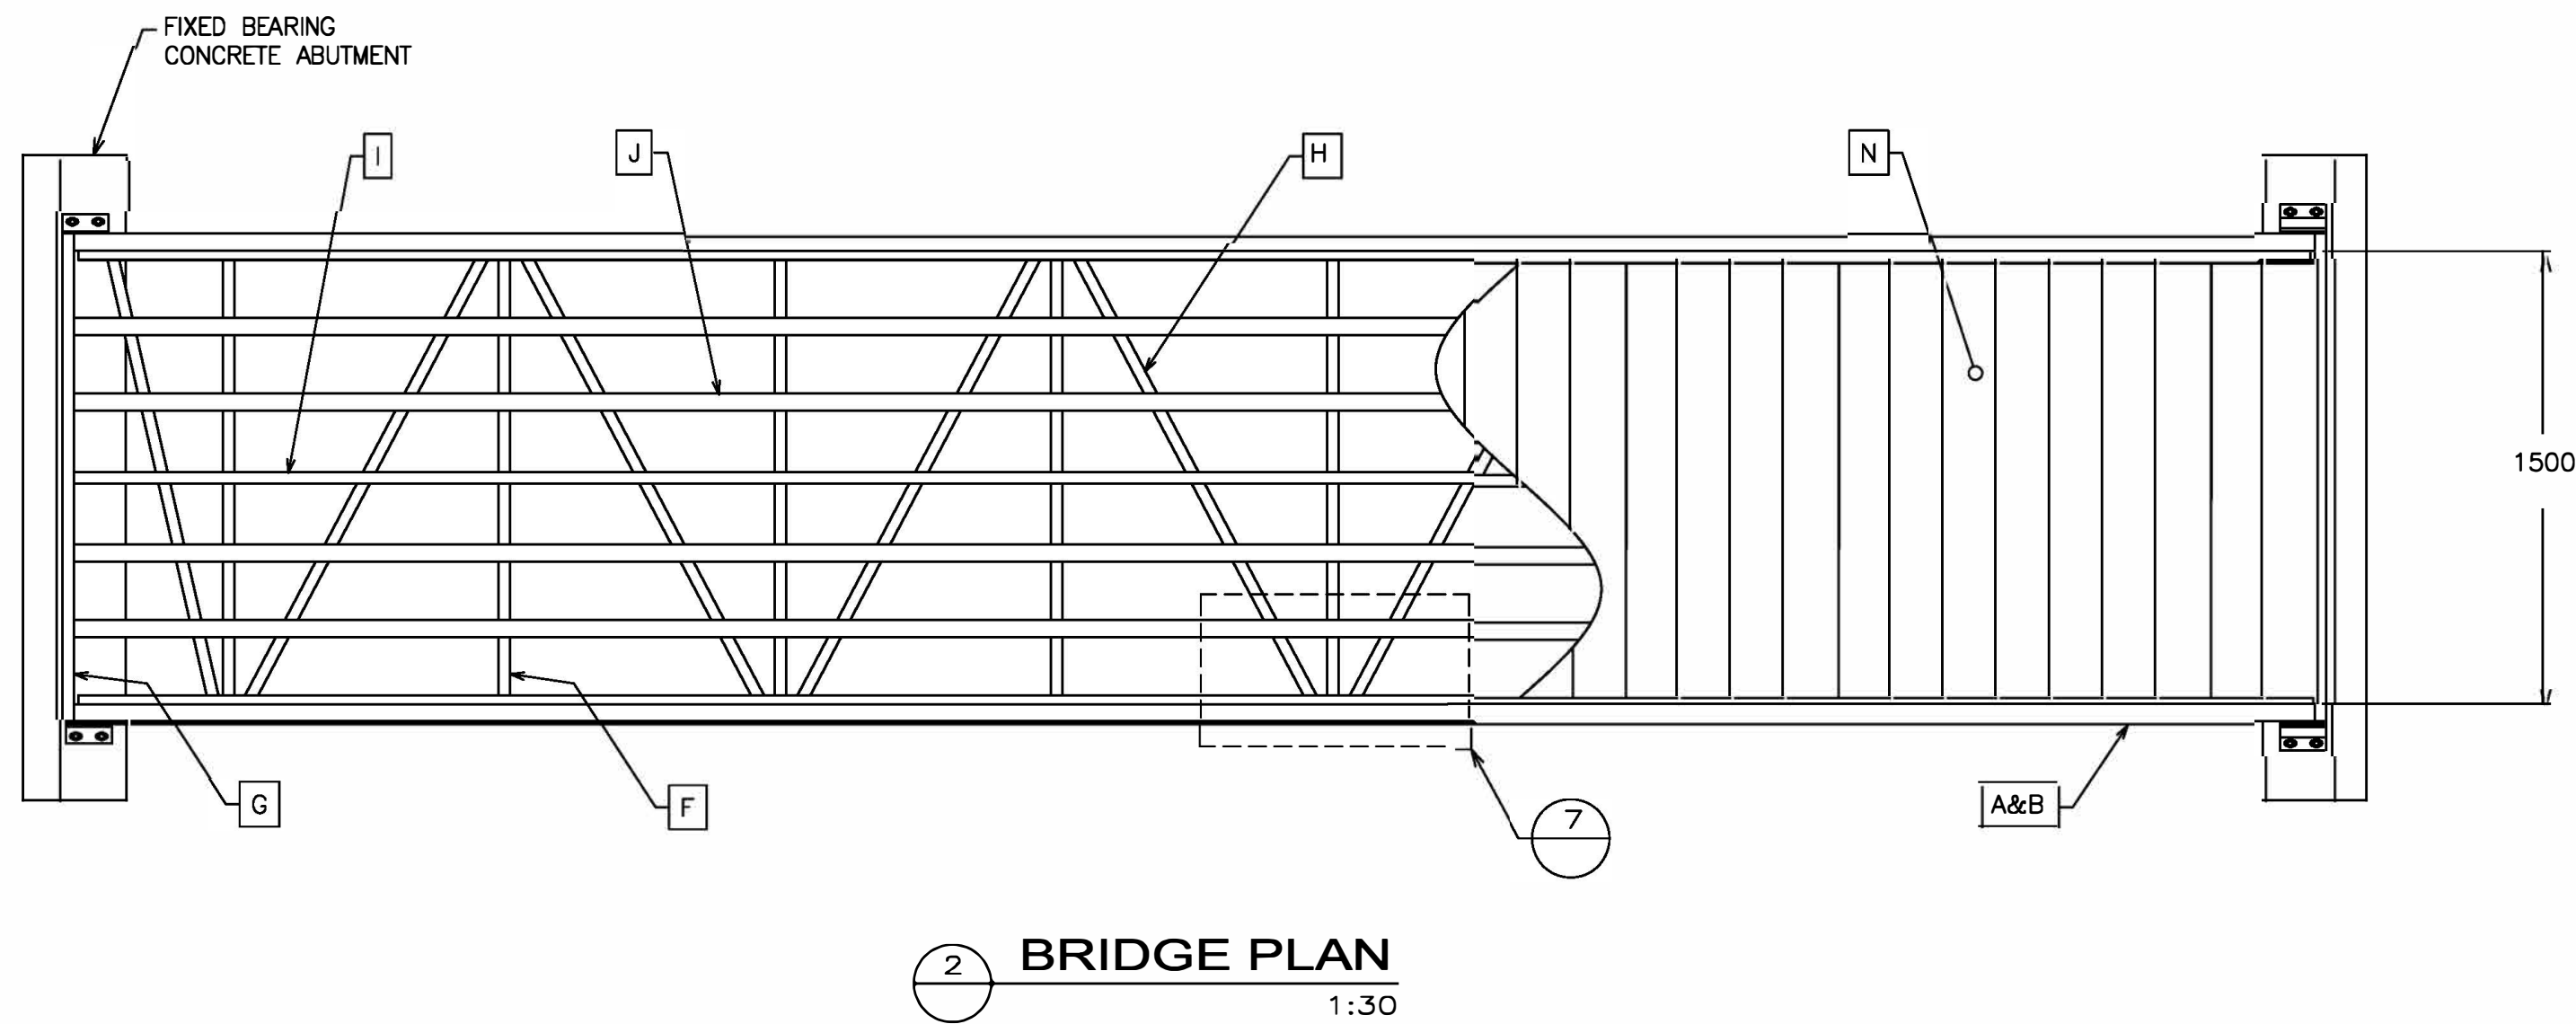 FIXED BEARING
CONCRETE ABUTMENT
I
J
H
N
1500
G
F
A&B
7
2
BRIDGE PLAN
1:30